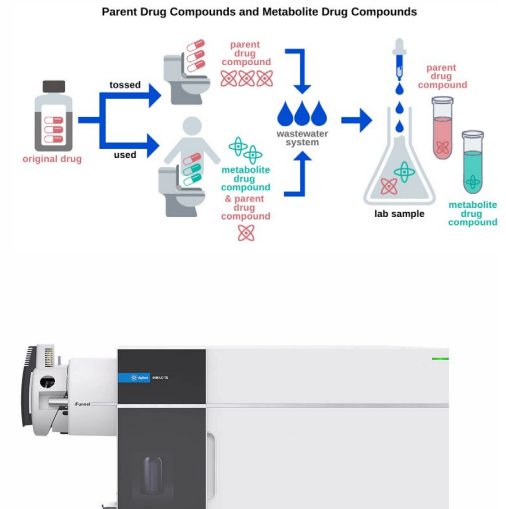 Parent Drug Compounds and Metabolite Drug Compounds
original drug
tossed
used
parent
drug
compound
metabolite
drug
compound
& parent
drug
compound
wastewater
system
lab sample
parent
drug
compound
metabolite
drug
compound
Agilent
iFunnel